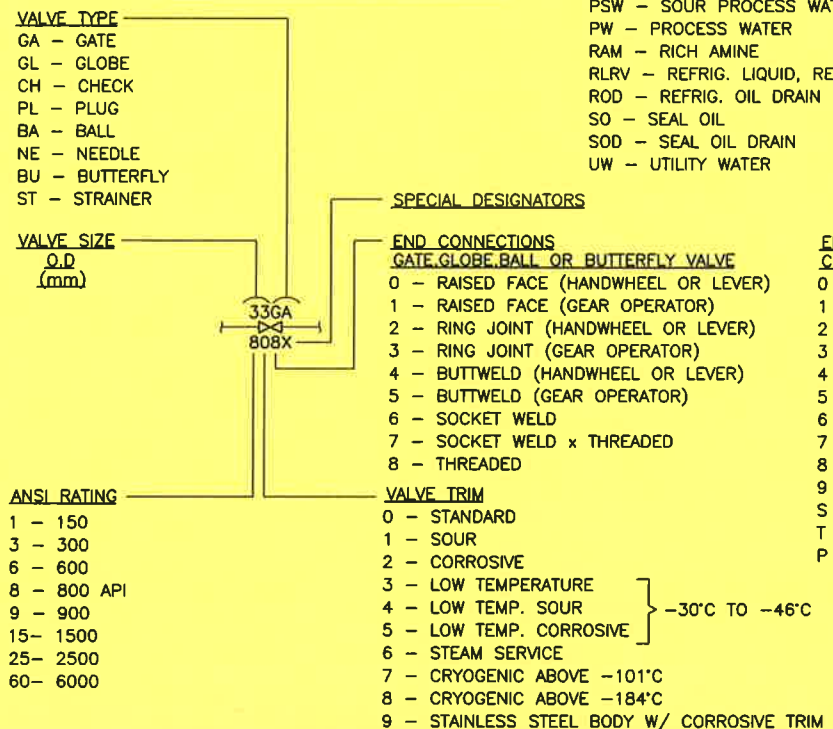 VALVE TYPE
GA – GATE
GL – GLOBE
CH – CHECK
PL – PLUG
BA – BALL
NE – NEEDLE
BU – BUTTERFLY
ST – STRAINER
PSW – SOUR PROCESS
PW – PROCESS WATER
RAM – RICH AMINE
RLRV – REFRIG. LIQUID,
ROD – REFRIG. OIL DRAIN
SO – SEAL OIL
SOD – SEAL OIL DRAIN
UW – UTILITY WATER
SPECIAL DESIGNATORS
VALVE SIZE
O.D
(mm)
33GA
808X
END CONNECTIONS
GATE,GLOBE,BALL OR BUTTERFLY VALVE
0 – RAISED FACE (HANDWHEEL OR LEVER)
1 – RAISED FACE (GEAR OPERATOR)
2 – RING JOINT (HANDWHEEL OR LEVER)
3 – RING JOINT (GEAR OPERATOR)
4 – BUTTWELD (HANDWHEEL OR LEVER)
5 – BUTTWELD (GEAR OPERATOR)
6 – SOCKET WELD
7 – SOCKET WELD x THREADED
8 – THREADED
0
1
2
3
4
5
6
7
8
9
S
T
P
ANSI RATING
1 – 150
3 – 300
6 – 600
8 – 800 API
9 – 900
15– 1500
25– 2500
60– 6000
VALVE TRIM
0 – STANDARD
1 – SOUR
2 – CORROSIVE
3 – LOW TEMPERATURE
4 – LOW TEMP. SOUR
5 – LOW TEMP. CORROSIVE
–30°C TO –46°C
6 – STEAM SERVICE
7 – CRYOGENIC ABOVE –101°C
8 – CRYOGENIC ABOVE –184°C
9 – STAINLESS STEEL BODY W/ CORROSIVE TRIM